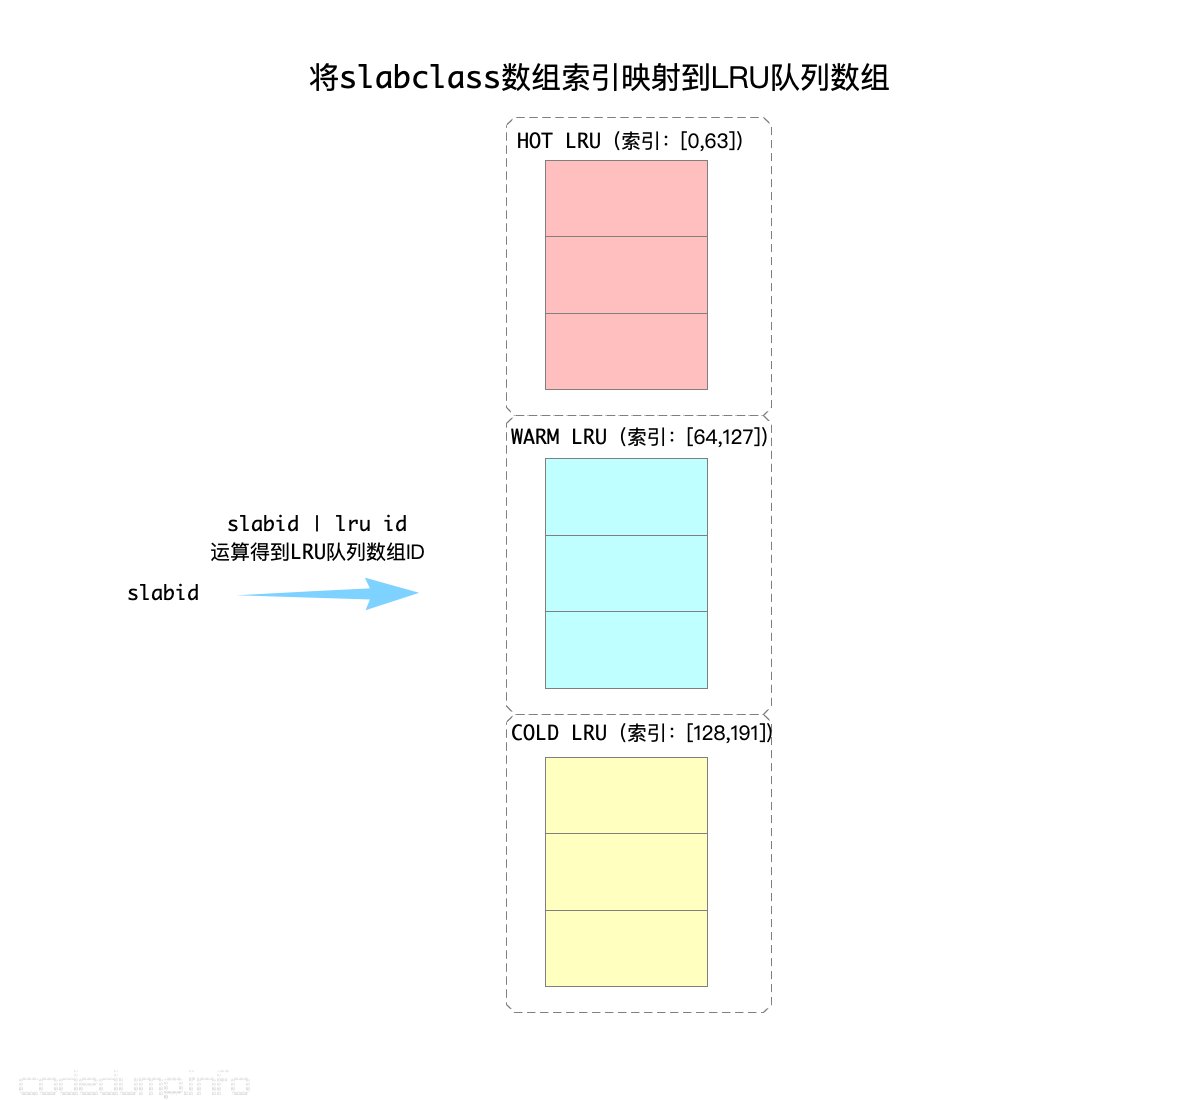 将slabclass数组索引映射到LRU队列数组
HOT LRU（索引：[0,63]）
WARM LRU（索引：[64,127]）
slabid | lru id
运算得到LRU队列数组ID
slabid
COLD LRU（索引：[128,191]）
codedump.info